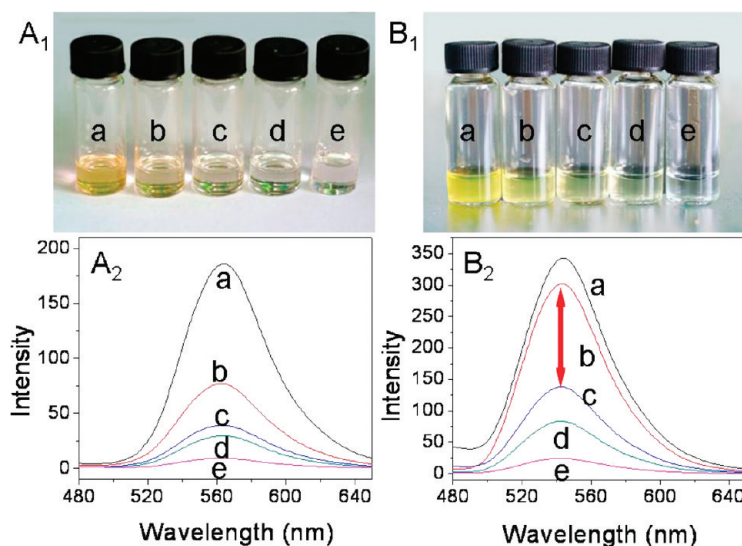 A1
a b c d e
B1
a b c d e
A2
200
150
100
50
0
Intensity
a
b
c
d
e
480 520 560 600 640
Wavelength (nm)
B2
350
300
250
200
150
100
50
0
Intensity
a
b
c
d
e
480 520 560 600 640
Wavelength (nm)